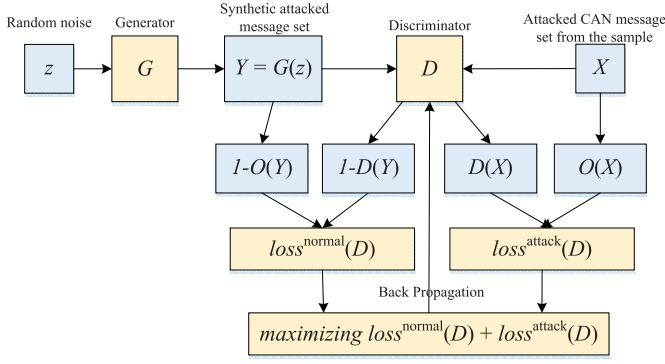 Random noise
Generator
Synthetic attacked
message set
Discriminator
Attacked CAN message
set from the sample
z
G
Y = G(z)
D
X
1-O(Y)
1-D(Y)
D(X)
O(X)
loss^normal(D)
loss^attack(D)
Back Propagation
maximizing loss^normal(D) + loss^attack(D)